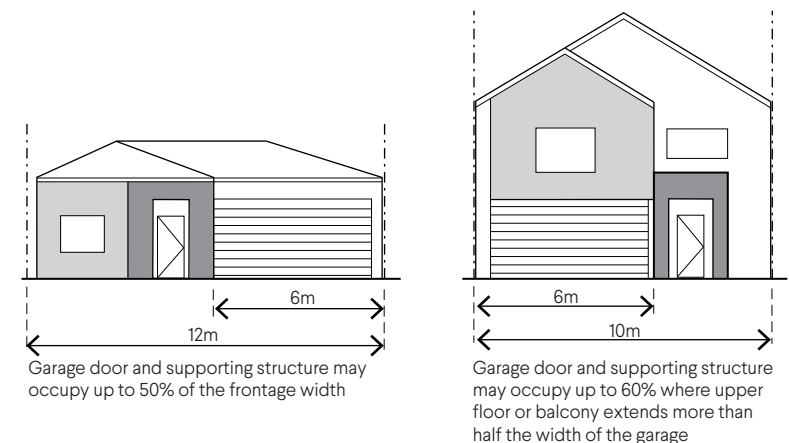 6m
12m
Garage door and supporting structure may
occupy up to 50% of the frontage width
6m
10m
Garage door and supporting structure
may occupy up to 60% where upper
floor or balcony extends more than
half the width of the garage